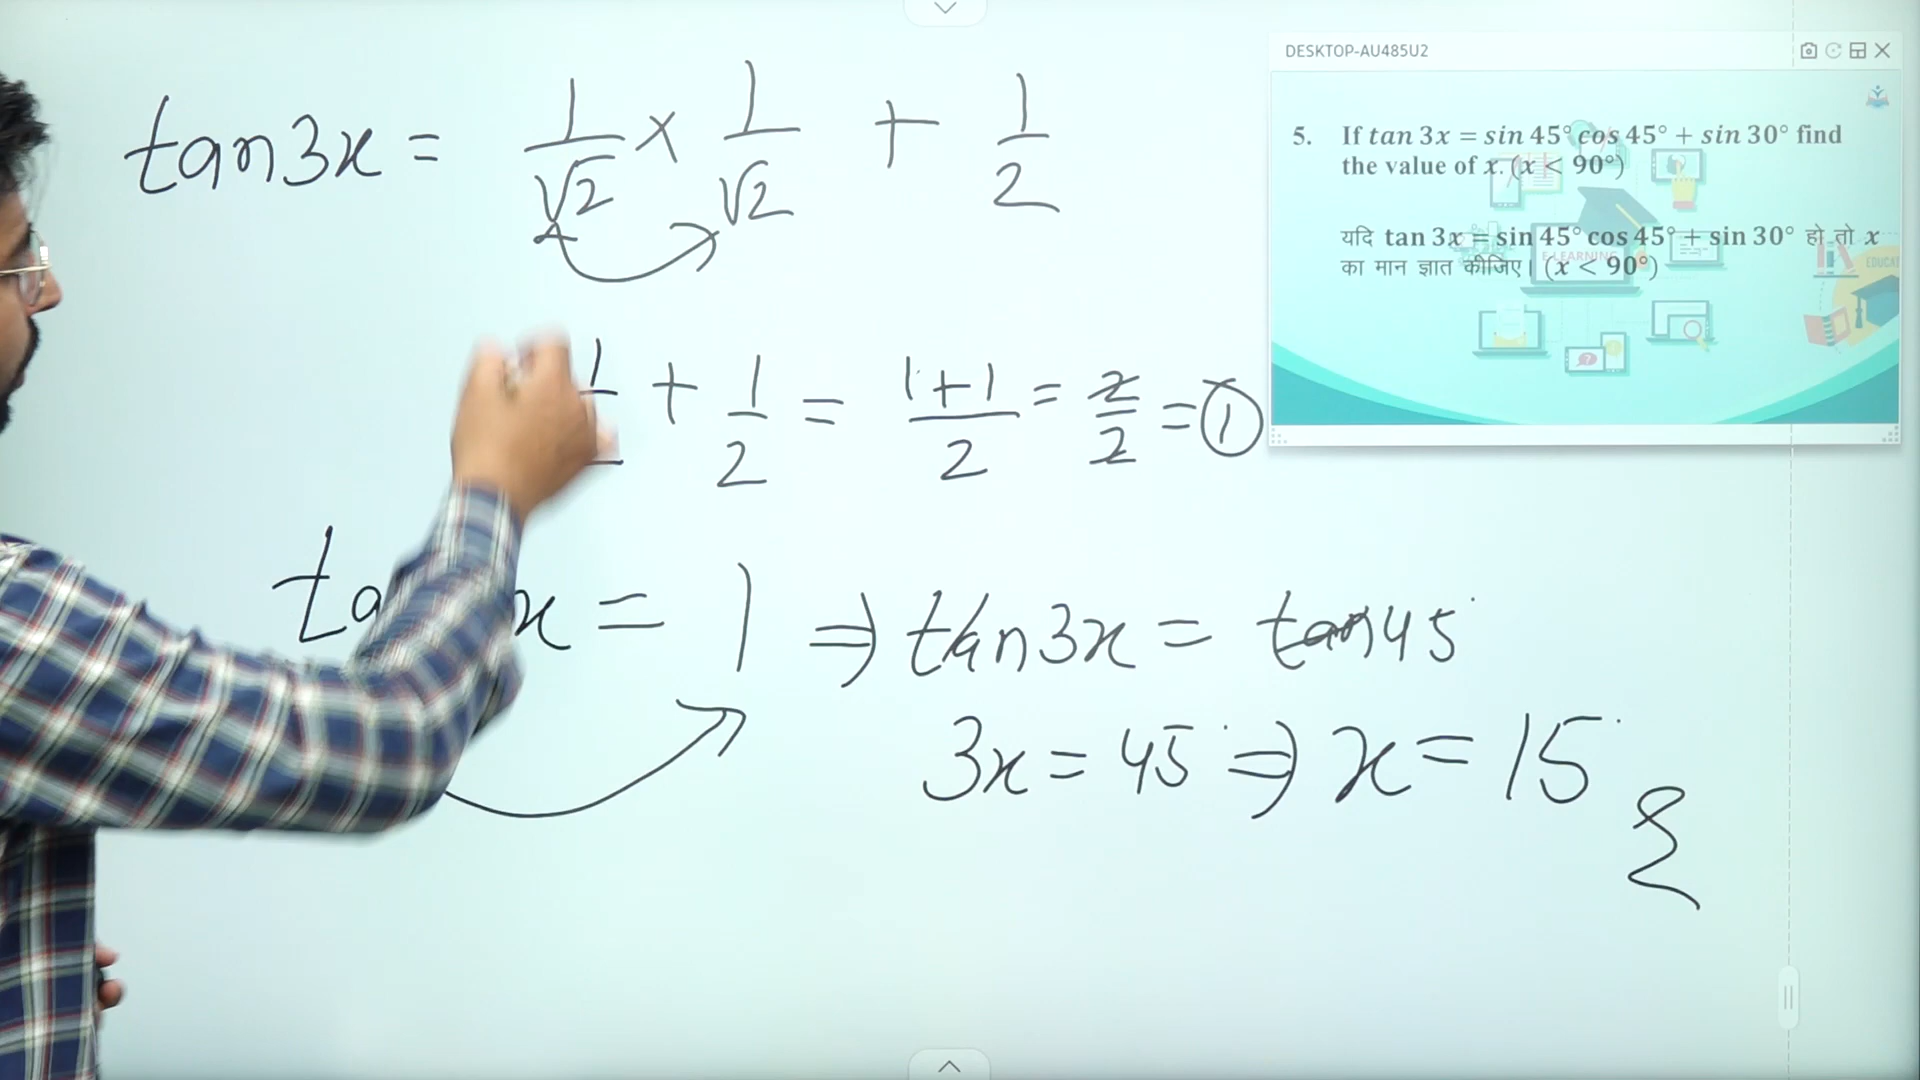 tan3x = 1/√2 × 1/√2 + 1/2
1 + 1/2 = 1+1/2 = 2/2 = 1
x = 1 ⇒ tan3x = tan45°
3x = 45° ⇒ x = 15°
DESKTOP-AU485U2
5. If tan 3x = sin 45° cos 45° + sin 30° find
the value of x. (x < 90°)
यदि tan 3x = sin 45° cos 45° + sin 30° हो तो x
का मान ज्ञात कीजिए। (x < 90°)
E-LEARNING